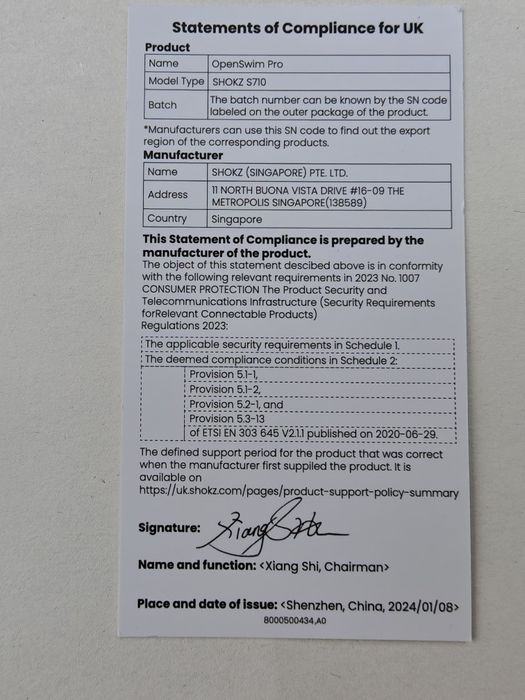 Statements of Compliance for UK
Product
Name OpenSwim Pro
Model Type SHOKZ S710
Batch The batch number can be known by the SN code
labeled on the outer package of the product.
*Manufacturers can use this SN code to find out the export
region of the corresponding products.
Manufacturer
Name SHOKZ (SINGAPORE) PTE. LTD.
Address 11 NORTH BUONA VISTA DRIVE #16-09 THE
METROPOLIS SINGAPORE(138589)
Country Singapore
This Statement of Compliance is prepared by the
manufacturer of the product.
The object of this statement descibed above is in conformity
with the following relevant requirements in 2023 No. 1007
CONSUMER PROTECTION The Product Security and
Telecommunications Infrastructure (Security Requirements
forRelevant Connectable Products)
Regulations 2023:
The applicable security requirements in Schedule 1.
The deemed compliance conditions in Schedule 2:
Provision 5.1-1,
Provision 5.1-2,
Provision 5.2-1, and
Provision 5.3-13
of ETSI EN 303 645 V2.1.1 published on 2020-06-29.
The defined support period for the product that was correct
when the manufacturer first suppiled the product. It is
available on
https://uk.shokz.com/pages/product-support-policy-summary
Signature:
Name and function: <Xiang Shi, Chairman>
Place and date of issue: <Shenzhen, China, 2024/01/08>
8000500434,A0